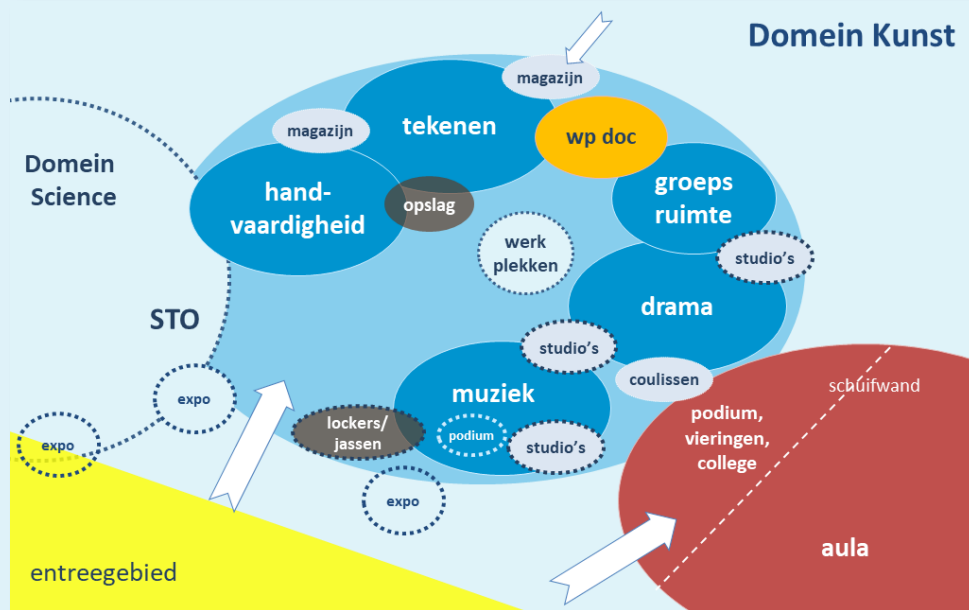 Domein Kunst
magazijn
magazijn
tekenen
wp doc
Domein
Science
hand-
vaardigheid
opslag
groeps
ruimte
werk
plekken
studio's
drama
STO
studio's
coulissen
schuifwand
expo
muziek
podium,
vieringen,
college
lockers/
jassen
podium
studio's
expo
expo
aula
entreegebied